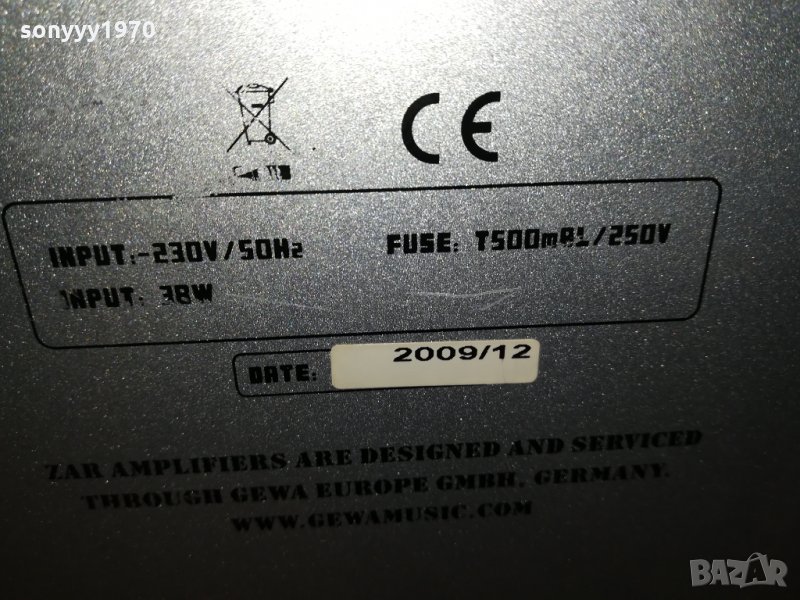 sonyyy1970
CE
INPUT:~230V/50Hz FUSE: T500mAL/250V
INPUT: 38W
DATE: 2009/12
ZAR AMPLIFIERS ARE DESIGNED AND SERVICED
THROUGH GEWA EUROPE GMBH. GERMANY.
WWW.GEWAMUSIC.COM
BAZAR